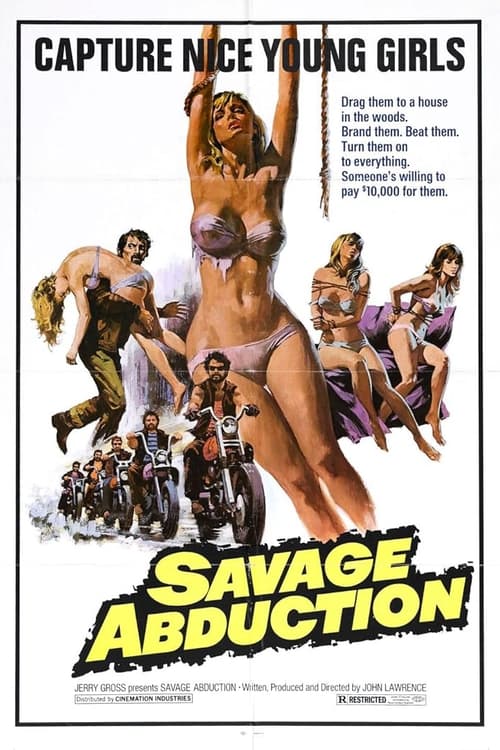 CAPTURE NICE YOUNG GIRLS
Drag them to a house
in the woods.
Brand them. Beat them.
Turn them on
to everything.
Someone's willing to
pay $10,000 for them.
SAVAGE
ABDUCTION
JERRY GROSS presents SAVAGE ABDUCTION • Written, Produced and Directed by JOHN LAWRENCE
Distributed by CINEMATION INDUSTRIES
R RESTRICTED